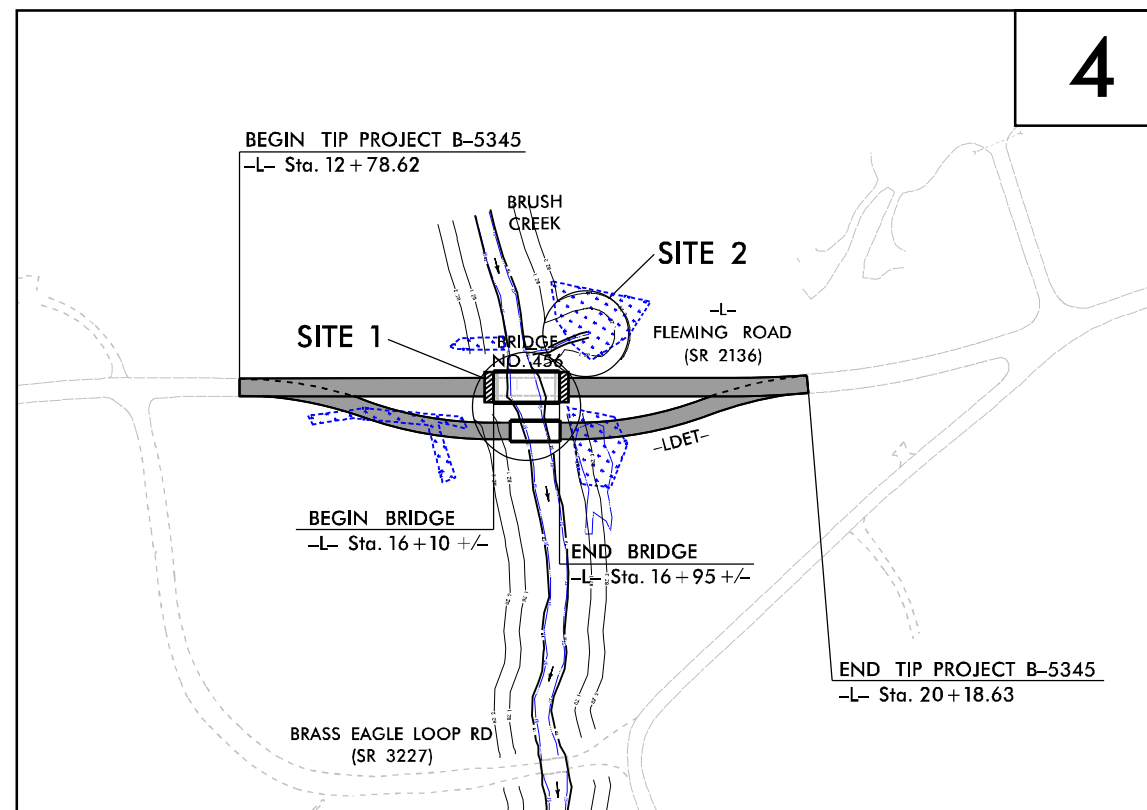 4
BEGIN TIP PROJECT B-5345
-L- Sta. 12+78.62
BRUSH
CREEK
SITE 2
-L-
FLEMING ROAD
(SR 2136)
SITE 1
BRIDGE
NO. 456
-LDET-
BEGIN BRIDGE
-L- Sta. 16+10 +/-
END BRIDGE
-L- Sta. 16+95 +/-
END TIP PROJECT B-5345
-L- Sta. 20+18.63
BRASS EAGLE LOOP RD
(SR 3227)